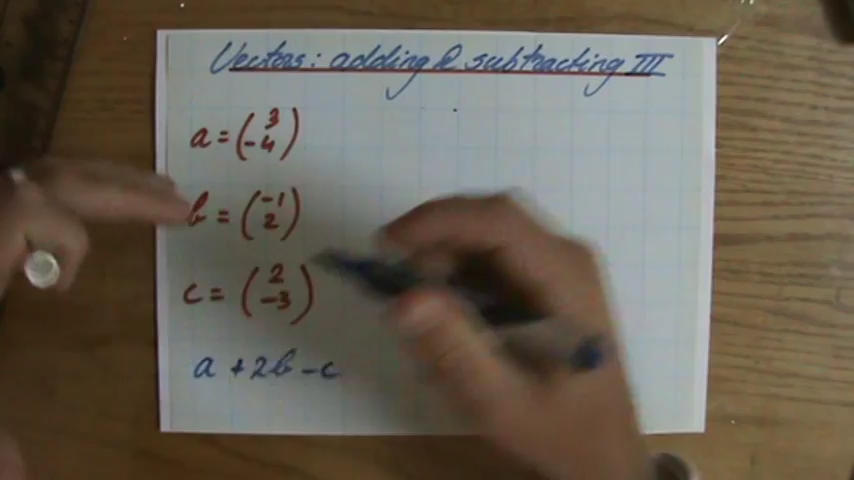 Vectors: adding & subtracting III
a = (3
-4)
b = (-1
2)
c = (2
-3)
a + 2b - c